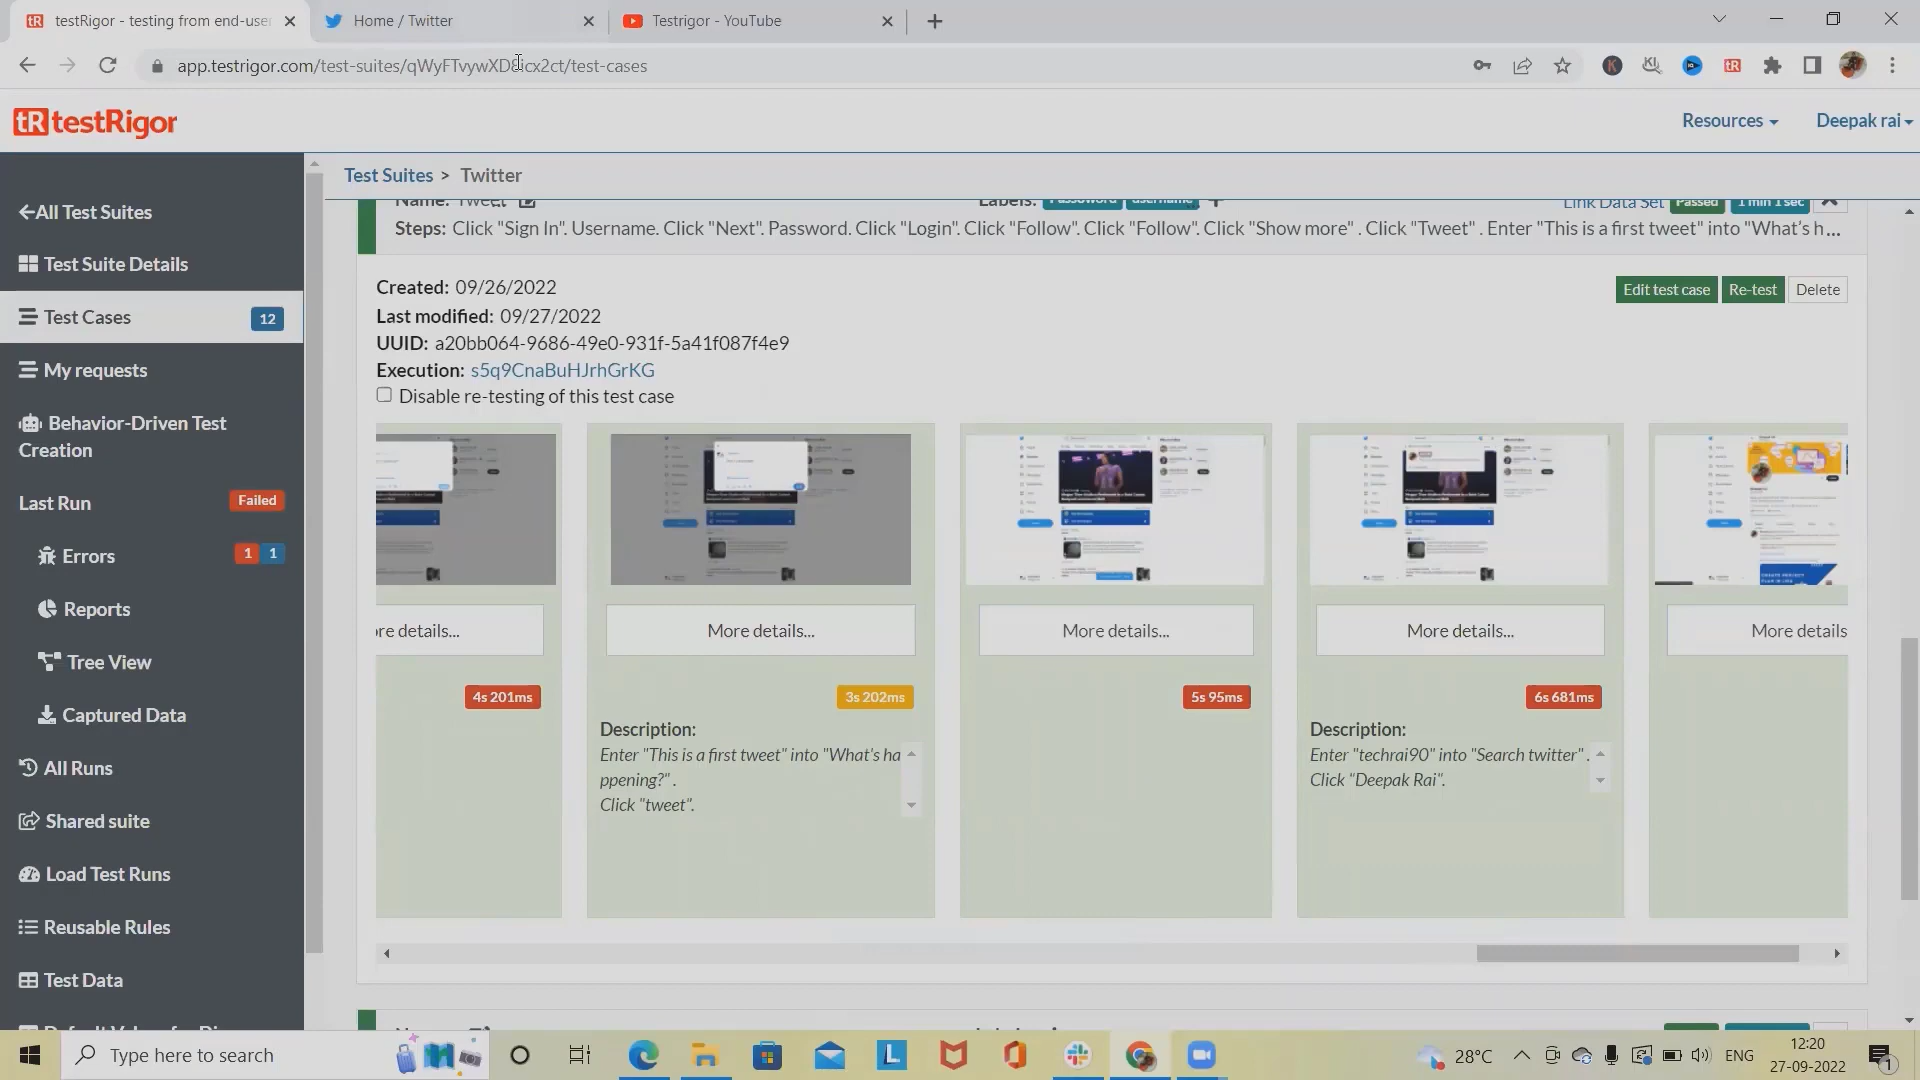 testRigor - testing from end-user
Home / Twitter
Testrigor - YouTube
app.testrigor.com/test-suites/qWyFTvywXD8cx2ct/test-cases
testRigor
Resources
Deepak rai
Test Suites > Twitter
All Test Suites
Test Suite Details
Test Cases 12
My requests
Behavior-Driven Test
Creation
Last Run Failed
Errors 1 1
Reports
Tree View
Captured Data
All Runs
Shared suite
Load Test Runs
Reusable Rules
Test Data
Name: Tweet Labels: Password username + Link Data Set Passed 1 min 1 sec
Steps: Click "Sign In". Username. Click "Next". Password. Click "Login". Click "Follow". Click "Follow". Click "Show more" . Click "Tweet" . Enter "This is a first tweet" into "What's h...
Created: 09/26/2022
Edit test case Re-test Delete
Last modified: 09/27/2022
UUID: a20bb064-9686-49e0-931f-5a41f087f4e9
Execution: s5q9CnaBuHJrhGrKG
Disable re-testing of this test case
re details... More details... More details... More details... More details
4s 201ms 3s 202ms 5s 95ms 6s 681ms
Description:
Enter "This is a first tweet" into "What's ha
ppening?" .
Click "tweet".
Description:
Enter "techrai90" into "Search twitter" .
Click "Deepak Rai".
Type here to search
28°C
ENG
12:20
27-09-2022
1